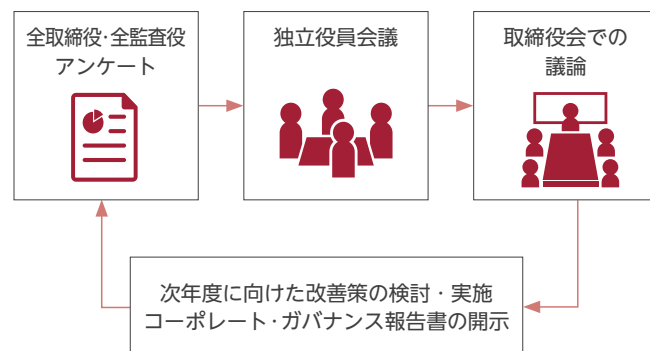 全取締役・全監査役
アンケート
独立役員会議
取締役会での
議論
次年度に向けた改善策の検討・実施
コーポレート・ガバナンス報告書の開示